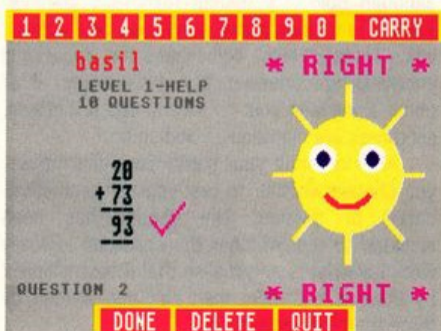 1 2 3 4 5 6 7 8 9 0 CARRY
basil
* RIGHT *
LEVEL 1-HELP
10 QUESTIONS
20
+ 73
93
QUESTION 2
* RIGHT *
DONE DELETE QUIT